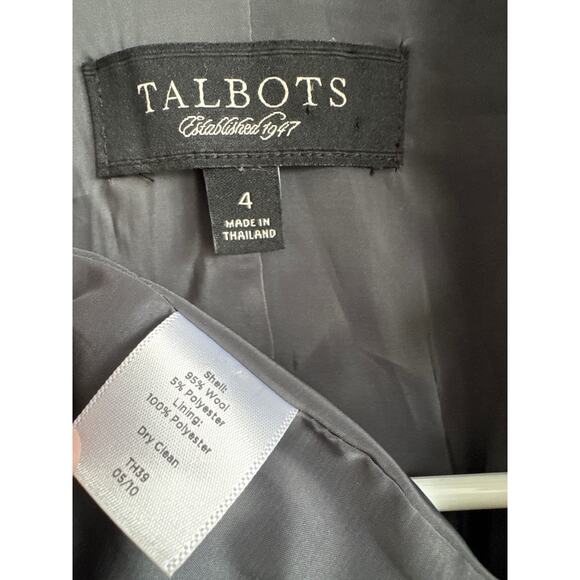 TALBOTS
Established 1947
4
MADE IN
THAILAND
Shell:
95% Wool
5% Polyester
Lining:
100% Polyester
Dry Clean
TH39
05/10